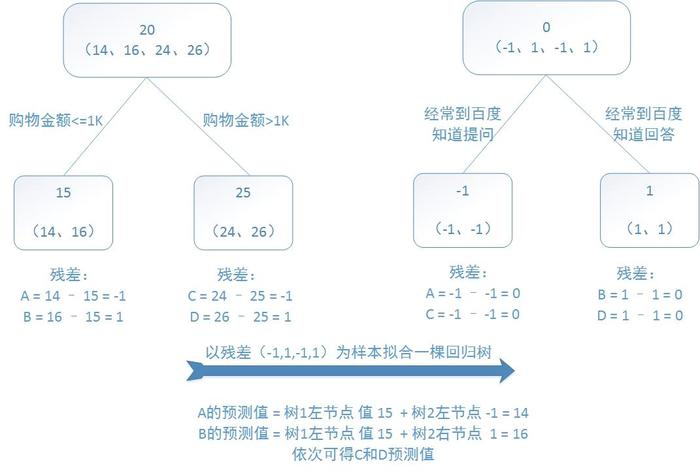 20
（14、16、24、26）
购物金额<=1K
购物金额>1K
15
（14、16）
25
（24、26）
残差：
A = 14 - 15 = -1
B = 16 - 15 = 1
残差：
C = 24 - 25 = -1
D = 26 - 25 = 1
0
（-1、1、-1、1）
经常到百度
知道提问
经常到百度
知道回答
-1
（-1、-1）
1
（1、1）
残差：
A = -1 - -1 = 0
C = -1 - -1 = 0
残差：
B = 1 - 1 = 0
D = 1 - 1 = 0
以残差（-1,1,-1,1）为样本拟合一棵回归树
A的预测值 = 树1左节点 值 15 + 树2左节点 -1 = 14
B的预测值 = 树1左节点 值 15 + 树2右节点 1 = 16
依次可得C和D预测值